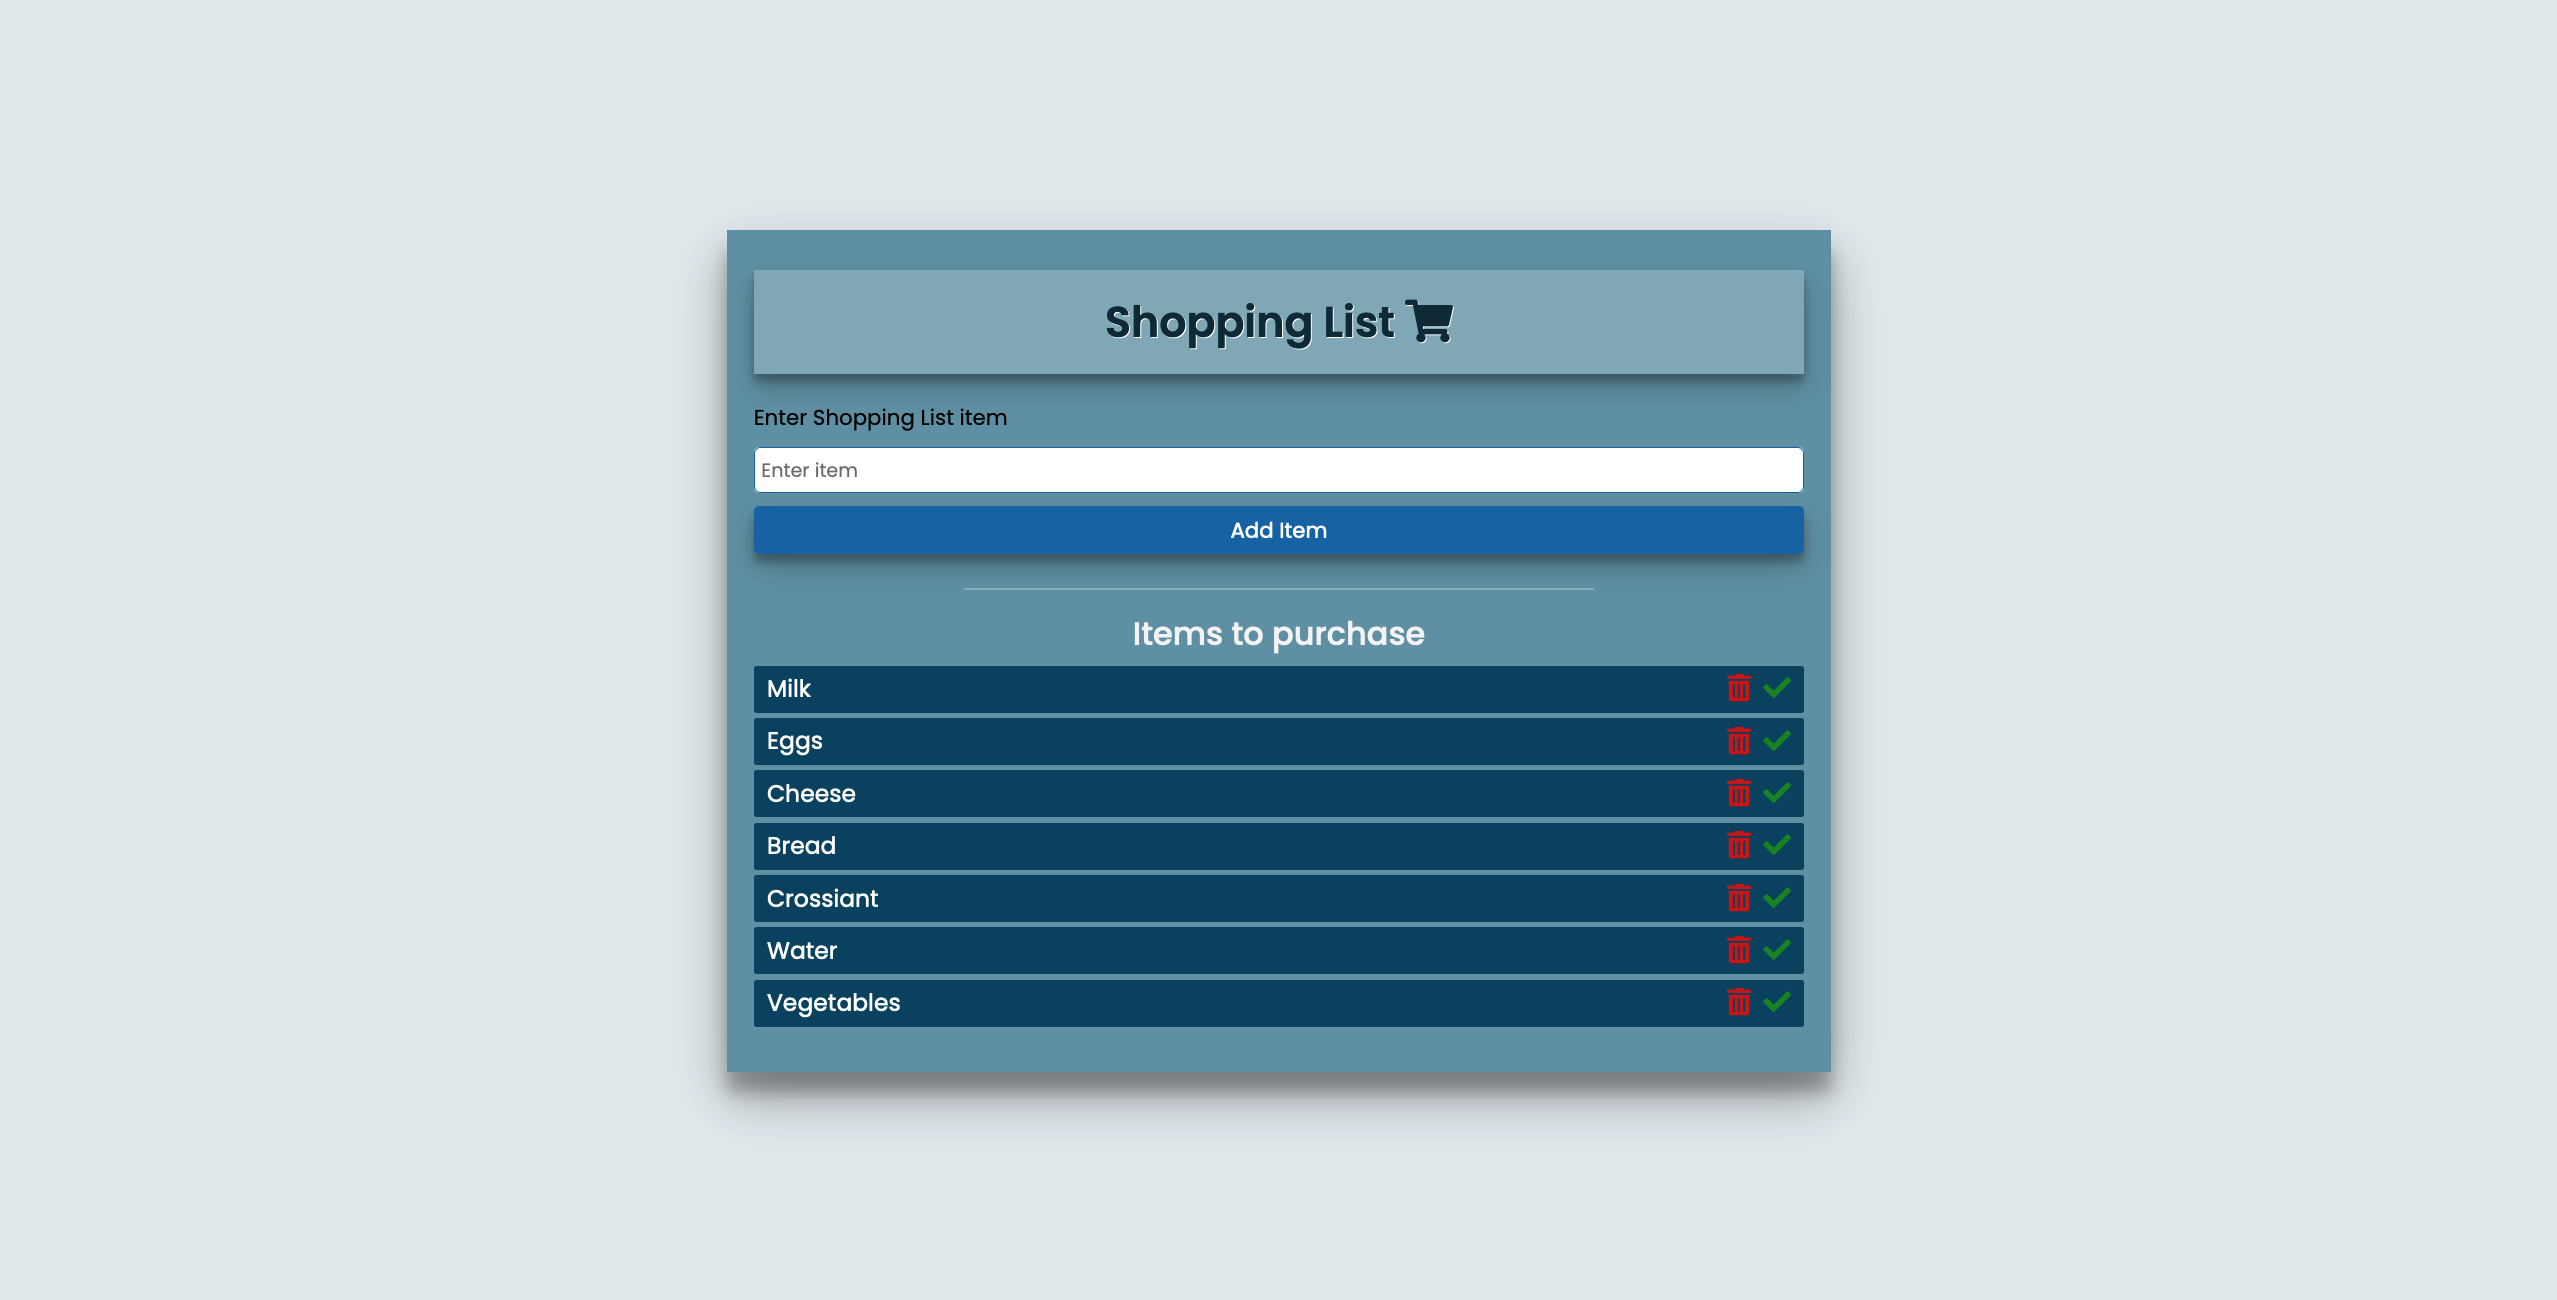 Shopping List
Enter Shopping List item
Enter item
Add Item
Items to purchase
Milk
Eggs
Cheese
Bread
Crossiant
Water
Vegetables